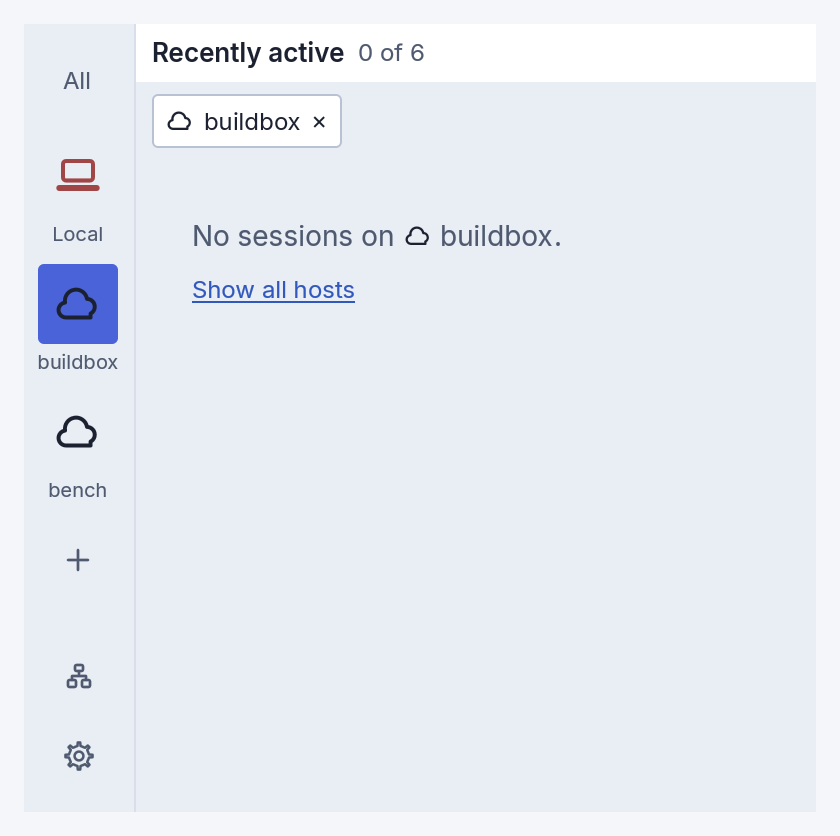 Recently active 0 of 6
All
buildbox ×
Local
No sessions on buildbox.
Show all hosts
buildbox
bench